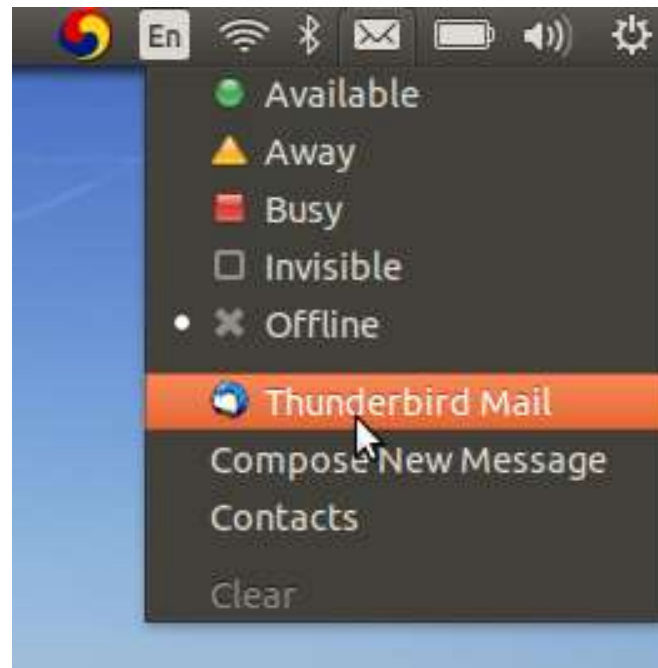 En
Available
Away
Busy
Invisible
Offline
Thunderbird Mail
Compose New Message
Contacts
Clear